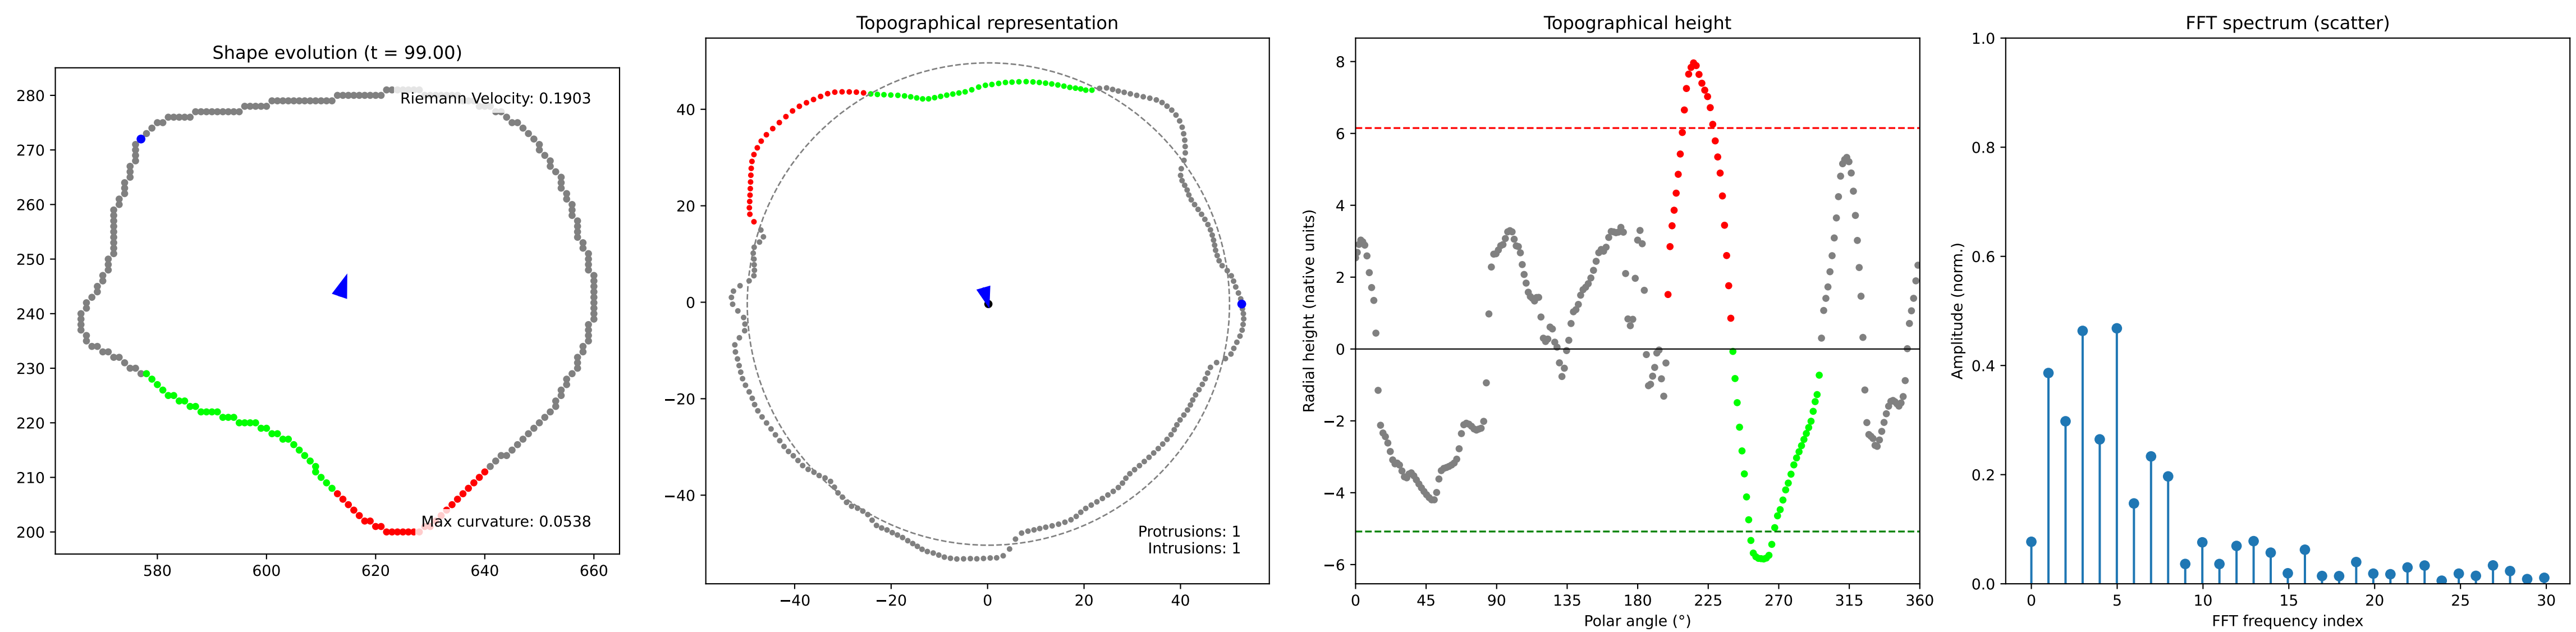 Shape evolution (t = 99.00)
280
270
260
250
240
230
220
210
200
580 600 620 640 660
Riemann Velocity: 0.1903
Max curvature: 0.0538
Topographical representation
40
20
0
−20
−40
−40 −20 0 20 40
Protrusions: 1
Intrusions: 1
Topographical height
Radial height (native units)
8
6
4
2
0
−2
−4
−6
0 45 90 135 180 225 270 315 360
Polar angle (°)
FFT spectrum (scatter)
Amplitude (norm.)
1.0
0.8
0.6
0.4
0.2
0.0
0 5 10 15 20 25 30
FFT frequency index